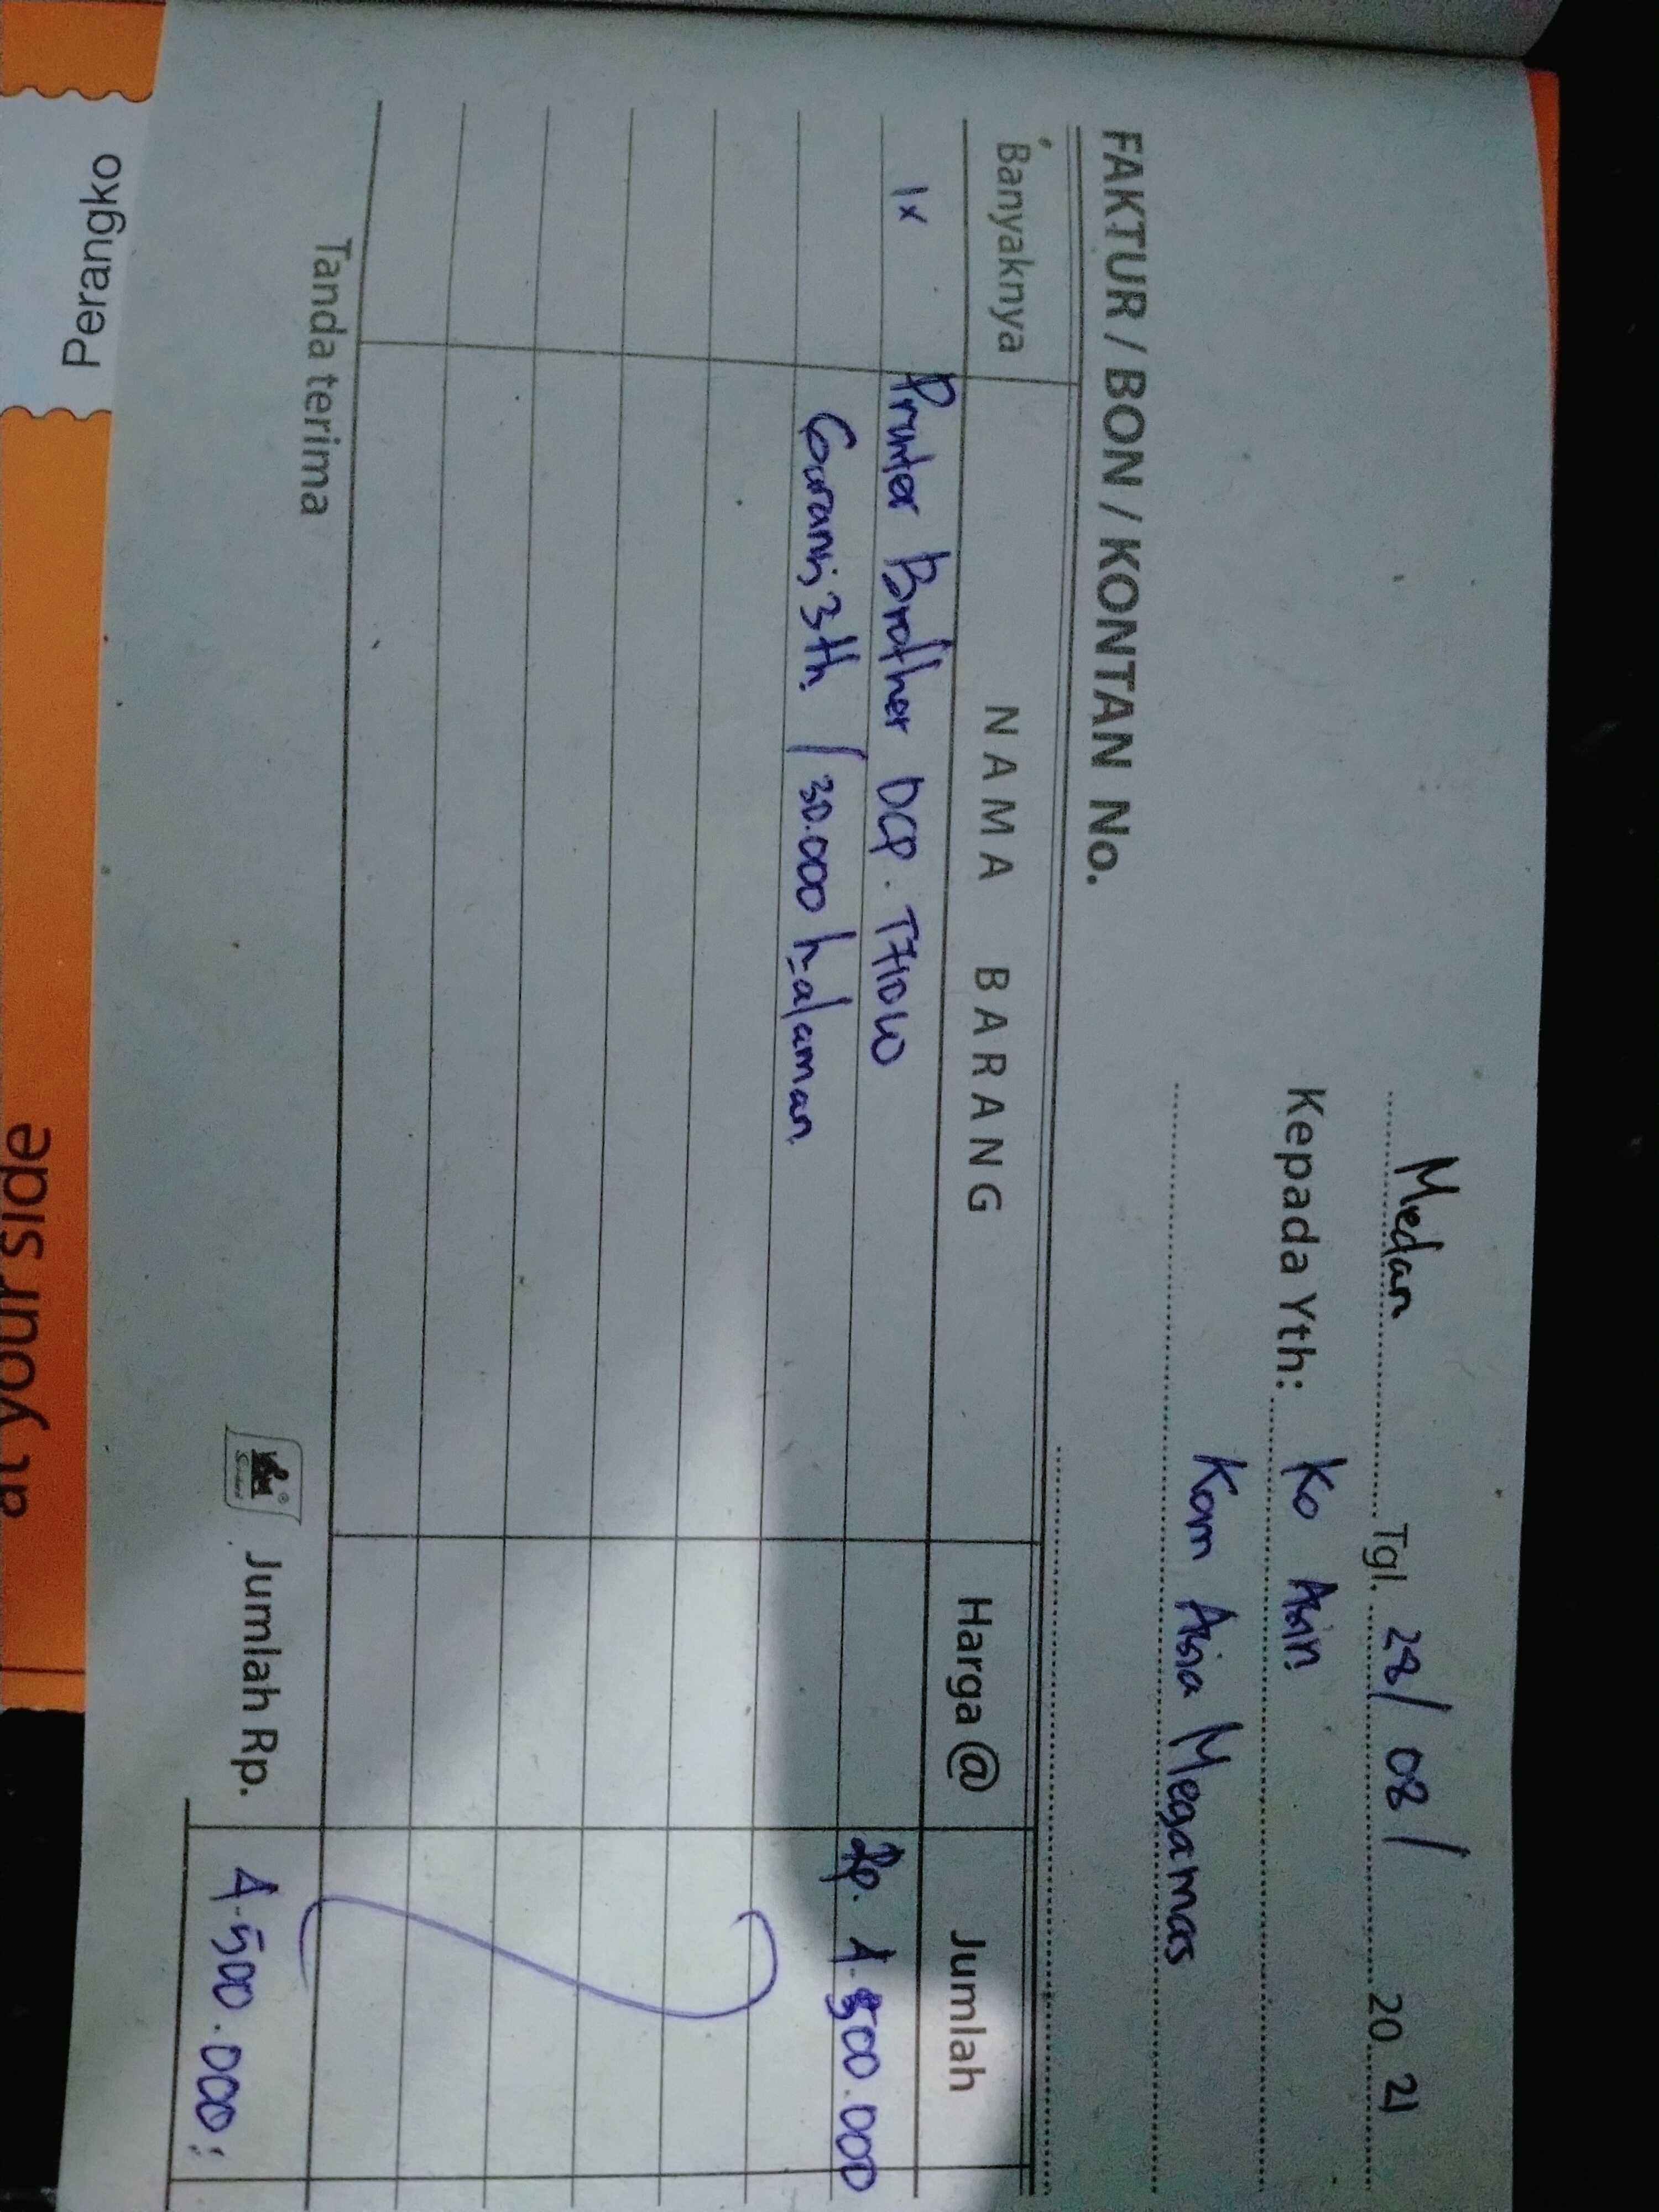 Medan Tgl. 28/08/2021
Kepada Yth: Ko Asin
Kom Asia Megamas
FAKTUR / BON / KONTAN No.
Banyaknya NAMA BARANG Harga @ Jumlah
1x Printer Brother DCP. T710W Rp. 4.500.000
Garansi 3th / 30.000 halaman
Tanda terima Jumlah Rp. 4.500.000,-
Perangko
at your side